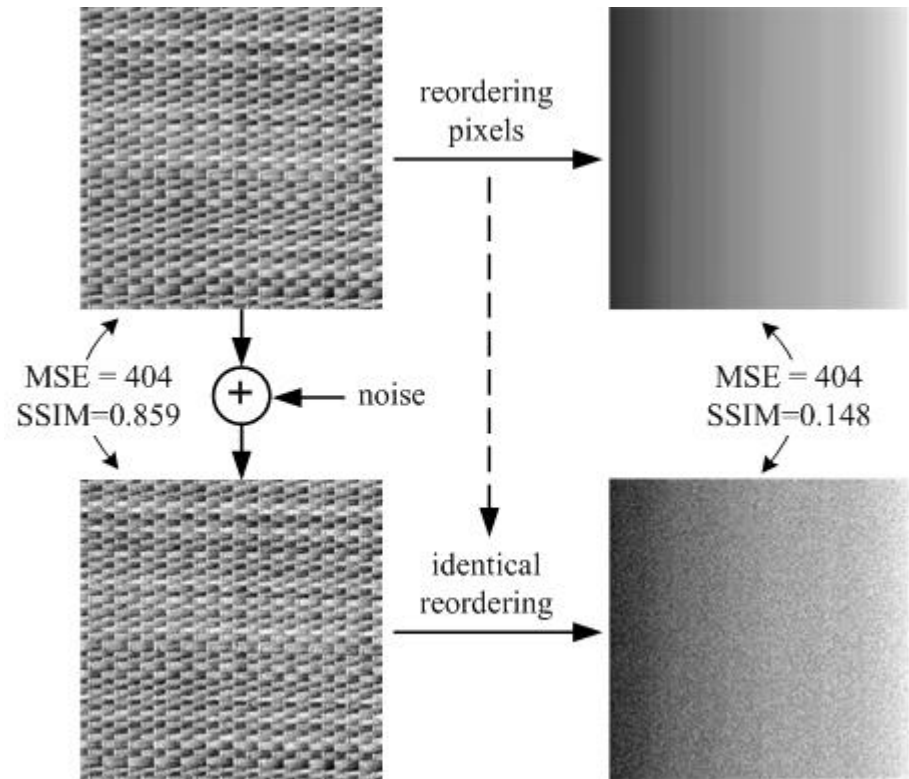 reordering
pixels
MSE = 404
SSIM=0.859
+
noise
MSE = 404
SSIM=0.148
identical
reordering